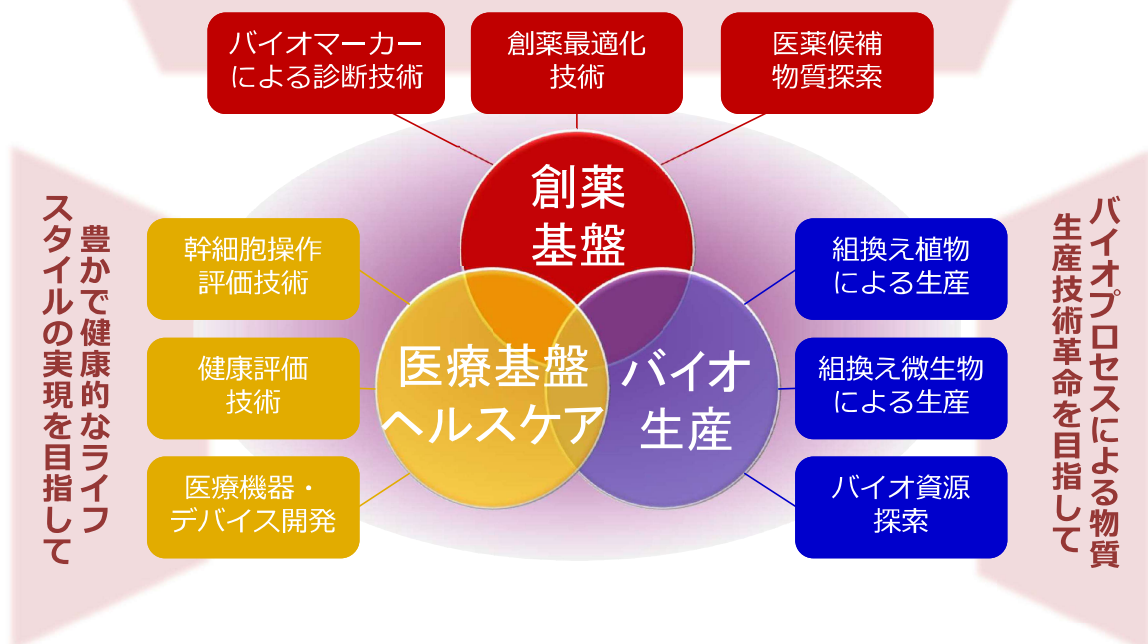 バイオマーカー
による診断技術
創薬最適化
技術
医薬候補
物質探索
創薬
基盤
豊かで健康的なライフ
スタイルの実現を目指して
幹細胞操作
評価技術
健康評価
技術
医療機器・
デバイス開発
医療基盤
ヘルスケア
バイオ
生産
組換え植物
による生産
組換え微生物
による生産
バイオ資源
探索
バイオプロセスによる物質
生産技術革命を目指して